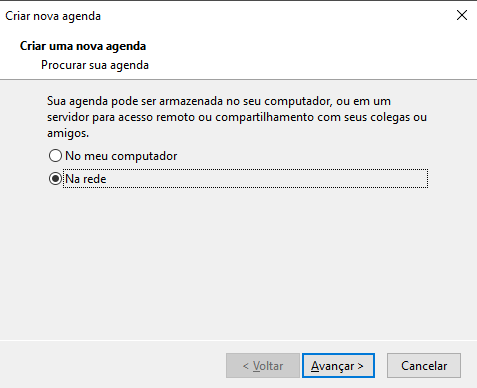 Criar nova agenda
Criar uma nova agenda
Procurar sua agenda
Sua agenda pode ser armazenada no seu computador, ou em um
servidor para acesso remoto ou compartilhamento com seus colegas ou
amigos.
No meu computador
Na rede
< Voltar
Avançar >
Cancelar